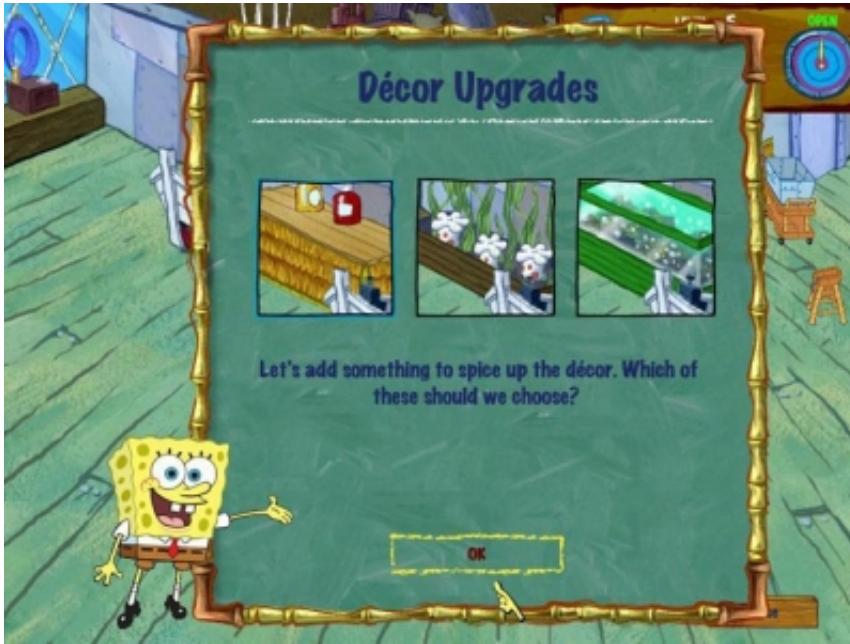 OPEN
Décor Upgrades
Let's add something to spice up the décor. Which of
these should we choose?
OK